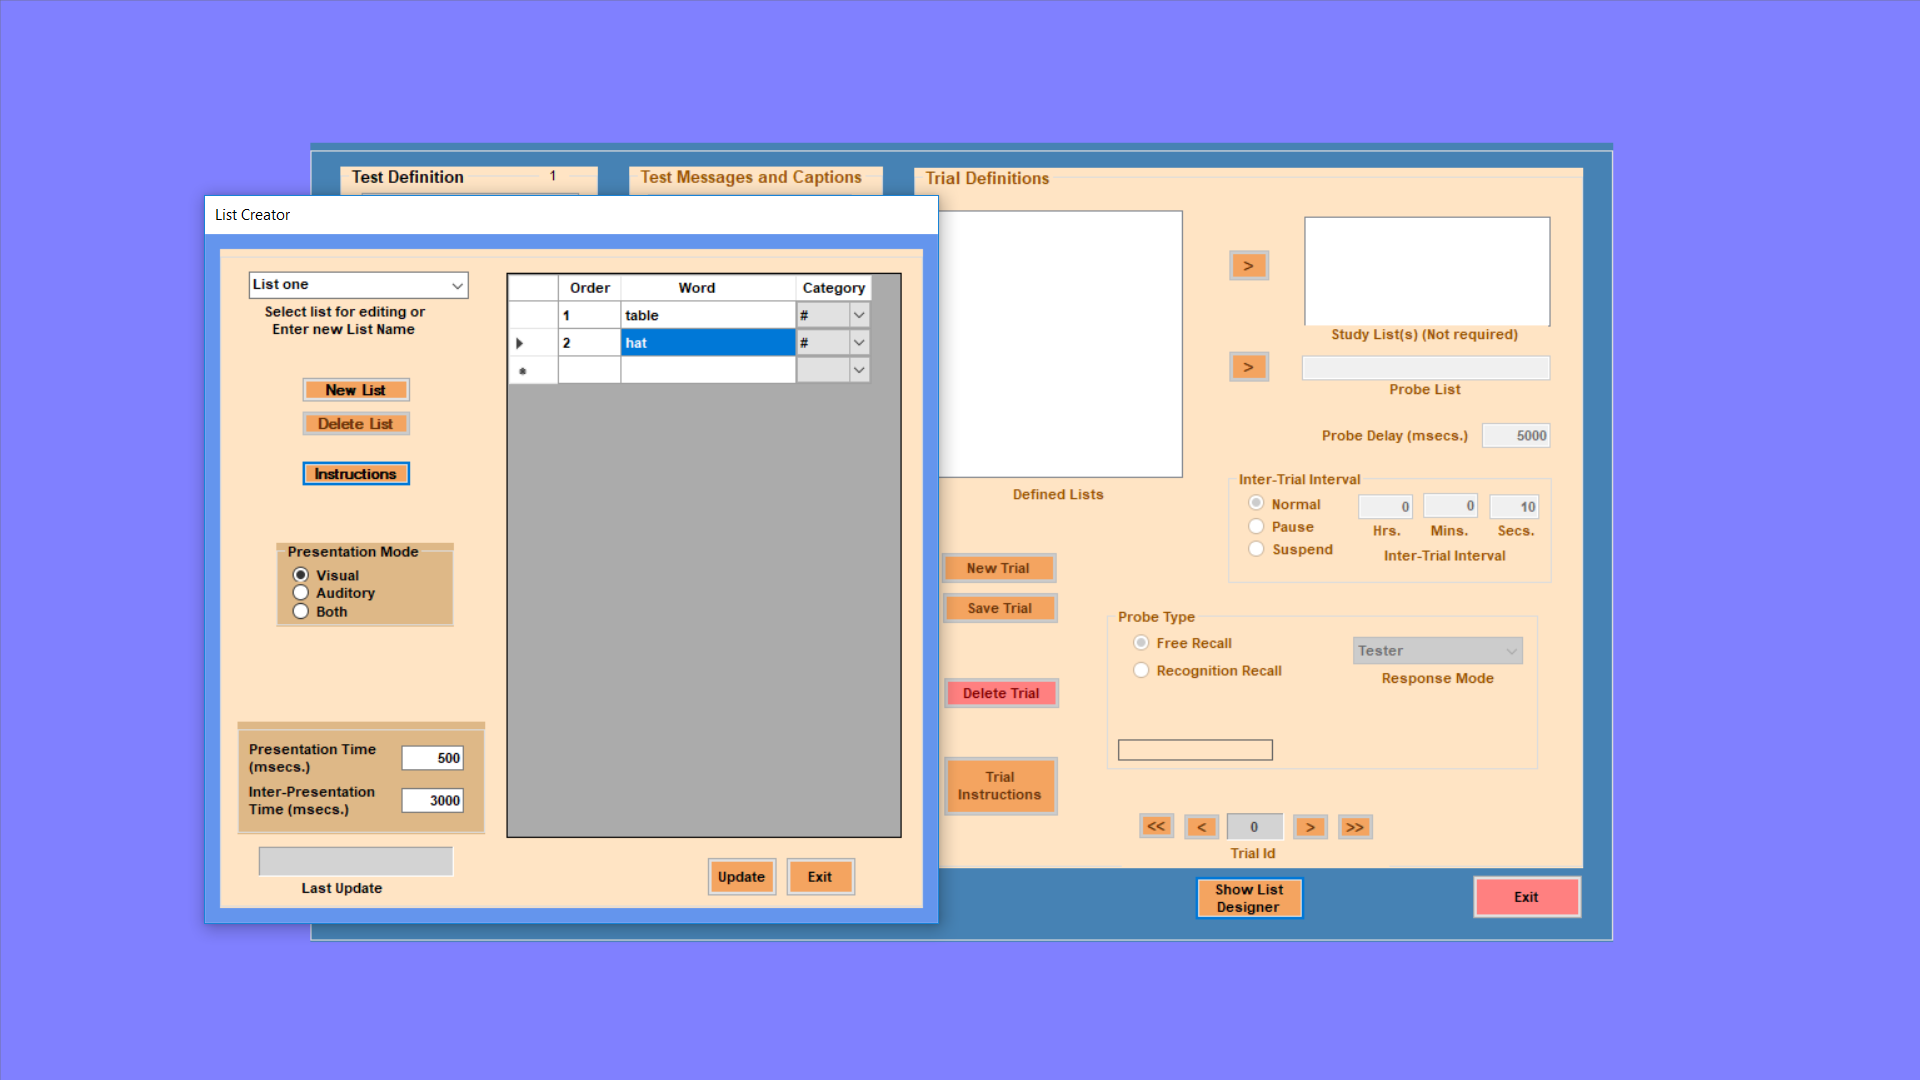 Test Definition 1
Test Messages and Captions
Trial Definitions
List Creator
List one
Select list for editing or
Enter new List Name
New List
Delete List
Instructions
Presentation Mode
Visual
Auditory
Both
Presentation Time
(msecs.)
500
Inter-Presentation
Time (msecs.)
3000
Last Update
Order Word Category
1 table #
2 hat #
Update
Exit
Defined Lists
New Trial
Save Trial
Delete Trial
Trial
Instructions
>
Study List(s) (Not required)
>
Probe List
Probe Delay (msecs.) 5000
Inter-Trial Interval
Normal
Pause
Suspend
0 0 10
Hrs. Mins. Secs.
Inter-Trial Interval
Probe Type
Free Recall
Recognition Recall
Tester
Response Mode
<< < 0 > >>
Trial Id
Show List
Designer
Exit